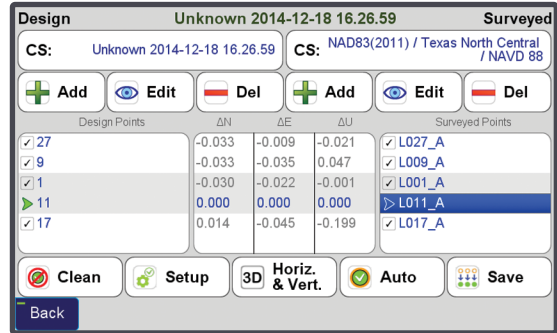 Design Unknown 2014-12-18 16.26.59 Surveyed
CS: Unknown 2014-12-18 16.26.59 CS: NAD83(2011) / Texas North Central / NAVD 88
Add Edit Del Add Edit Del
Design Points ΔN ΔE ΔU Surveyed Points
27 -0.033 -0.009 -0.021 L027_A
9 -0.033 -0.035 0.047 L009_A
1 -0.030 -0.022 -0.001 L001_A
11 0.000 0.000 0.000 L011_A
17 0.014 -0.045 -0.199 L017_A
Clean Setup 3D Horiz. & Vert. Auto Save
Back